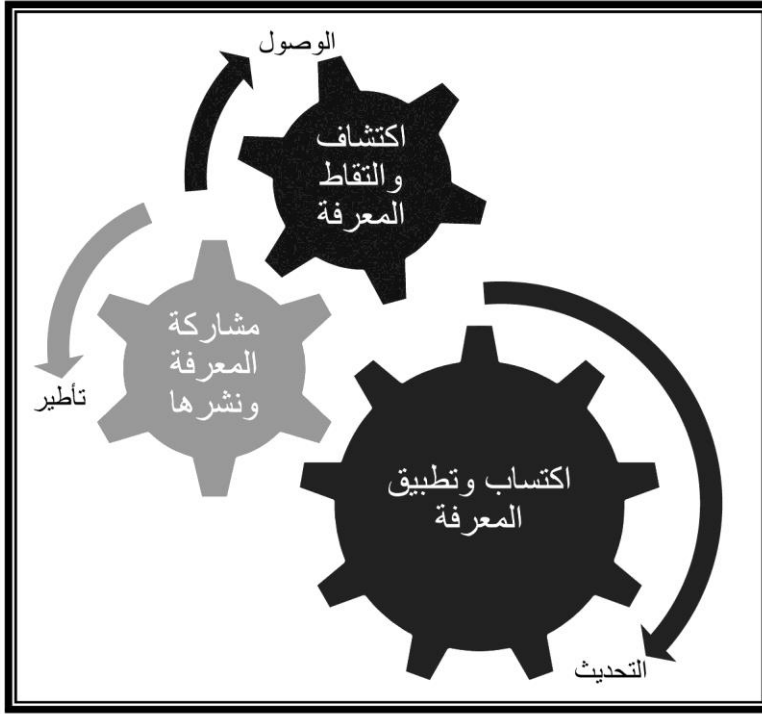 الوصول
اكتشاف
والتقاط
المعرفة
مشاركة
المعرفة
ونشرها
تأطير
اكتساب وتطبيق
المعرفة
التحديث